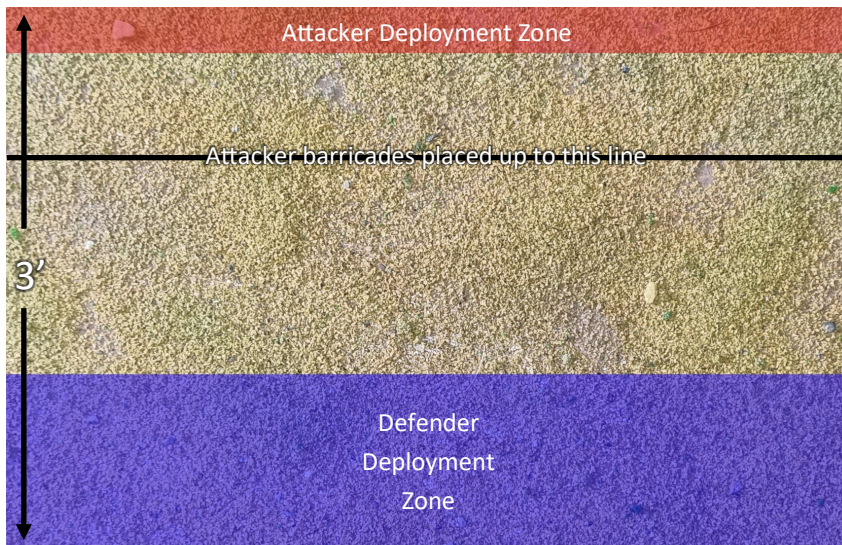 Attacker Deployment Zone
Attacker barricades placed up to this line
3’
Defender
Deployment
Zone